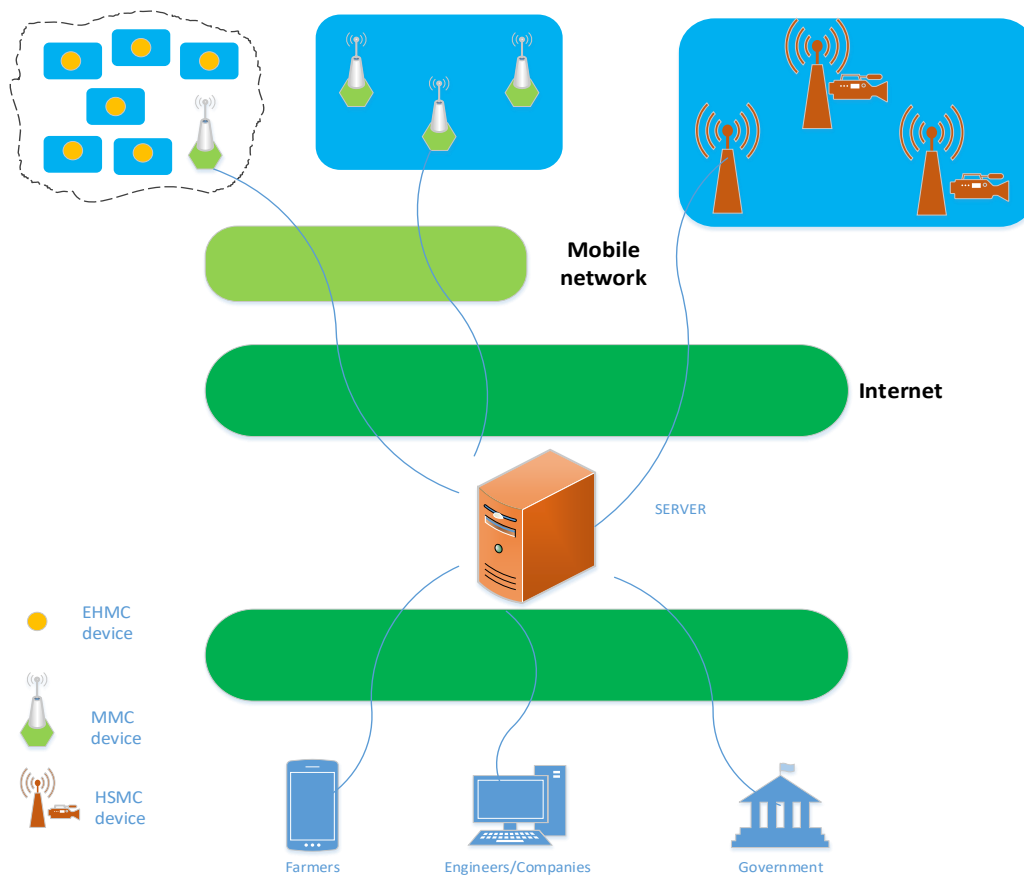 Mobile
network
Internet
SERVER
EHMC
device
MMC
device
HSMC
device
Farmers
Engineers/Companies
Government